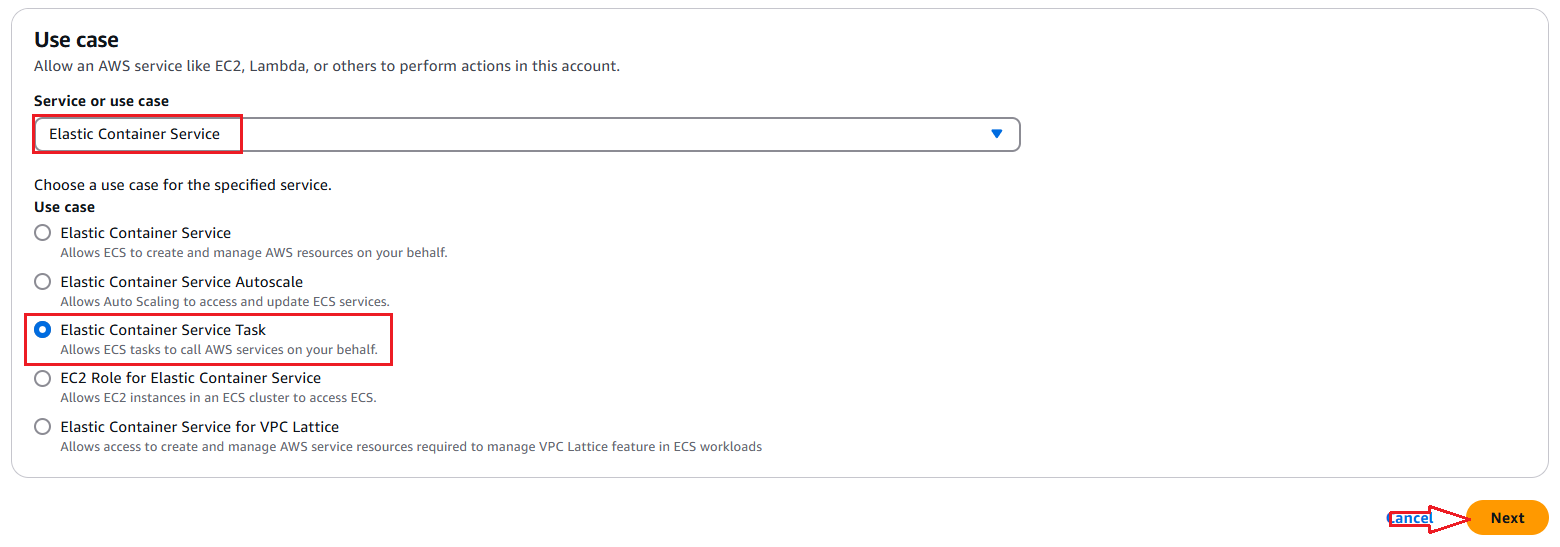 Use case
Allow an AWS service like EC2, Lambda, or others to perform actions in this account.
Service or use case
Elastic Container Service
Choose a use case for the specified service.
Use case
Elastic Container Service
Allows ECS to create and manage AWS resources on your behalf.
Elastic Container Service Autoscale
Allows Auto Scaling to access and update ECS services.
Elastic Container Service Task
Allows ECS tasks to call AWS services on your behalf.
EC2 Role for Elastic Container Service
Allows EC2 instances in an ECS cluster to access ECS.
Elastic Container Service for VPC Lattice
Allows access to create and manage AWS service resources required to manage VPC Lattice feature in ECS workloads
Cancel Next